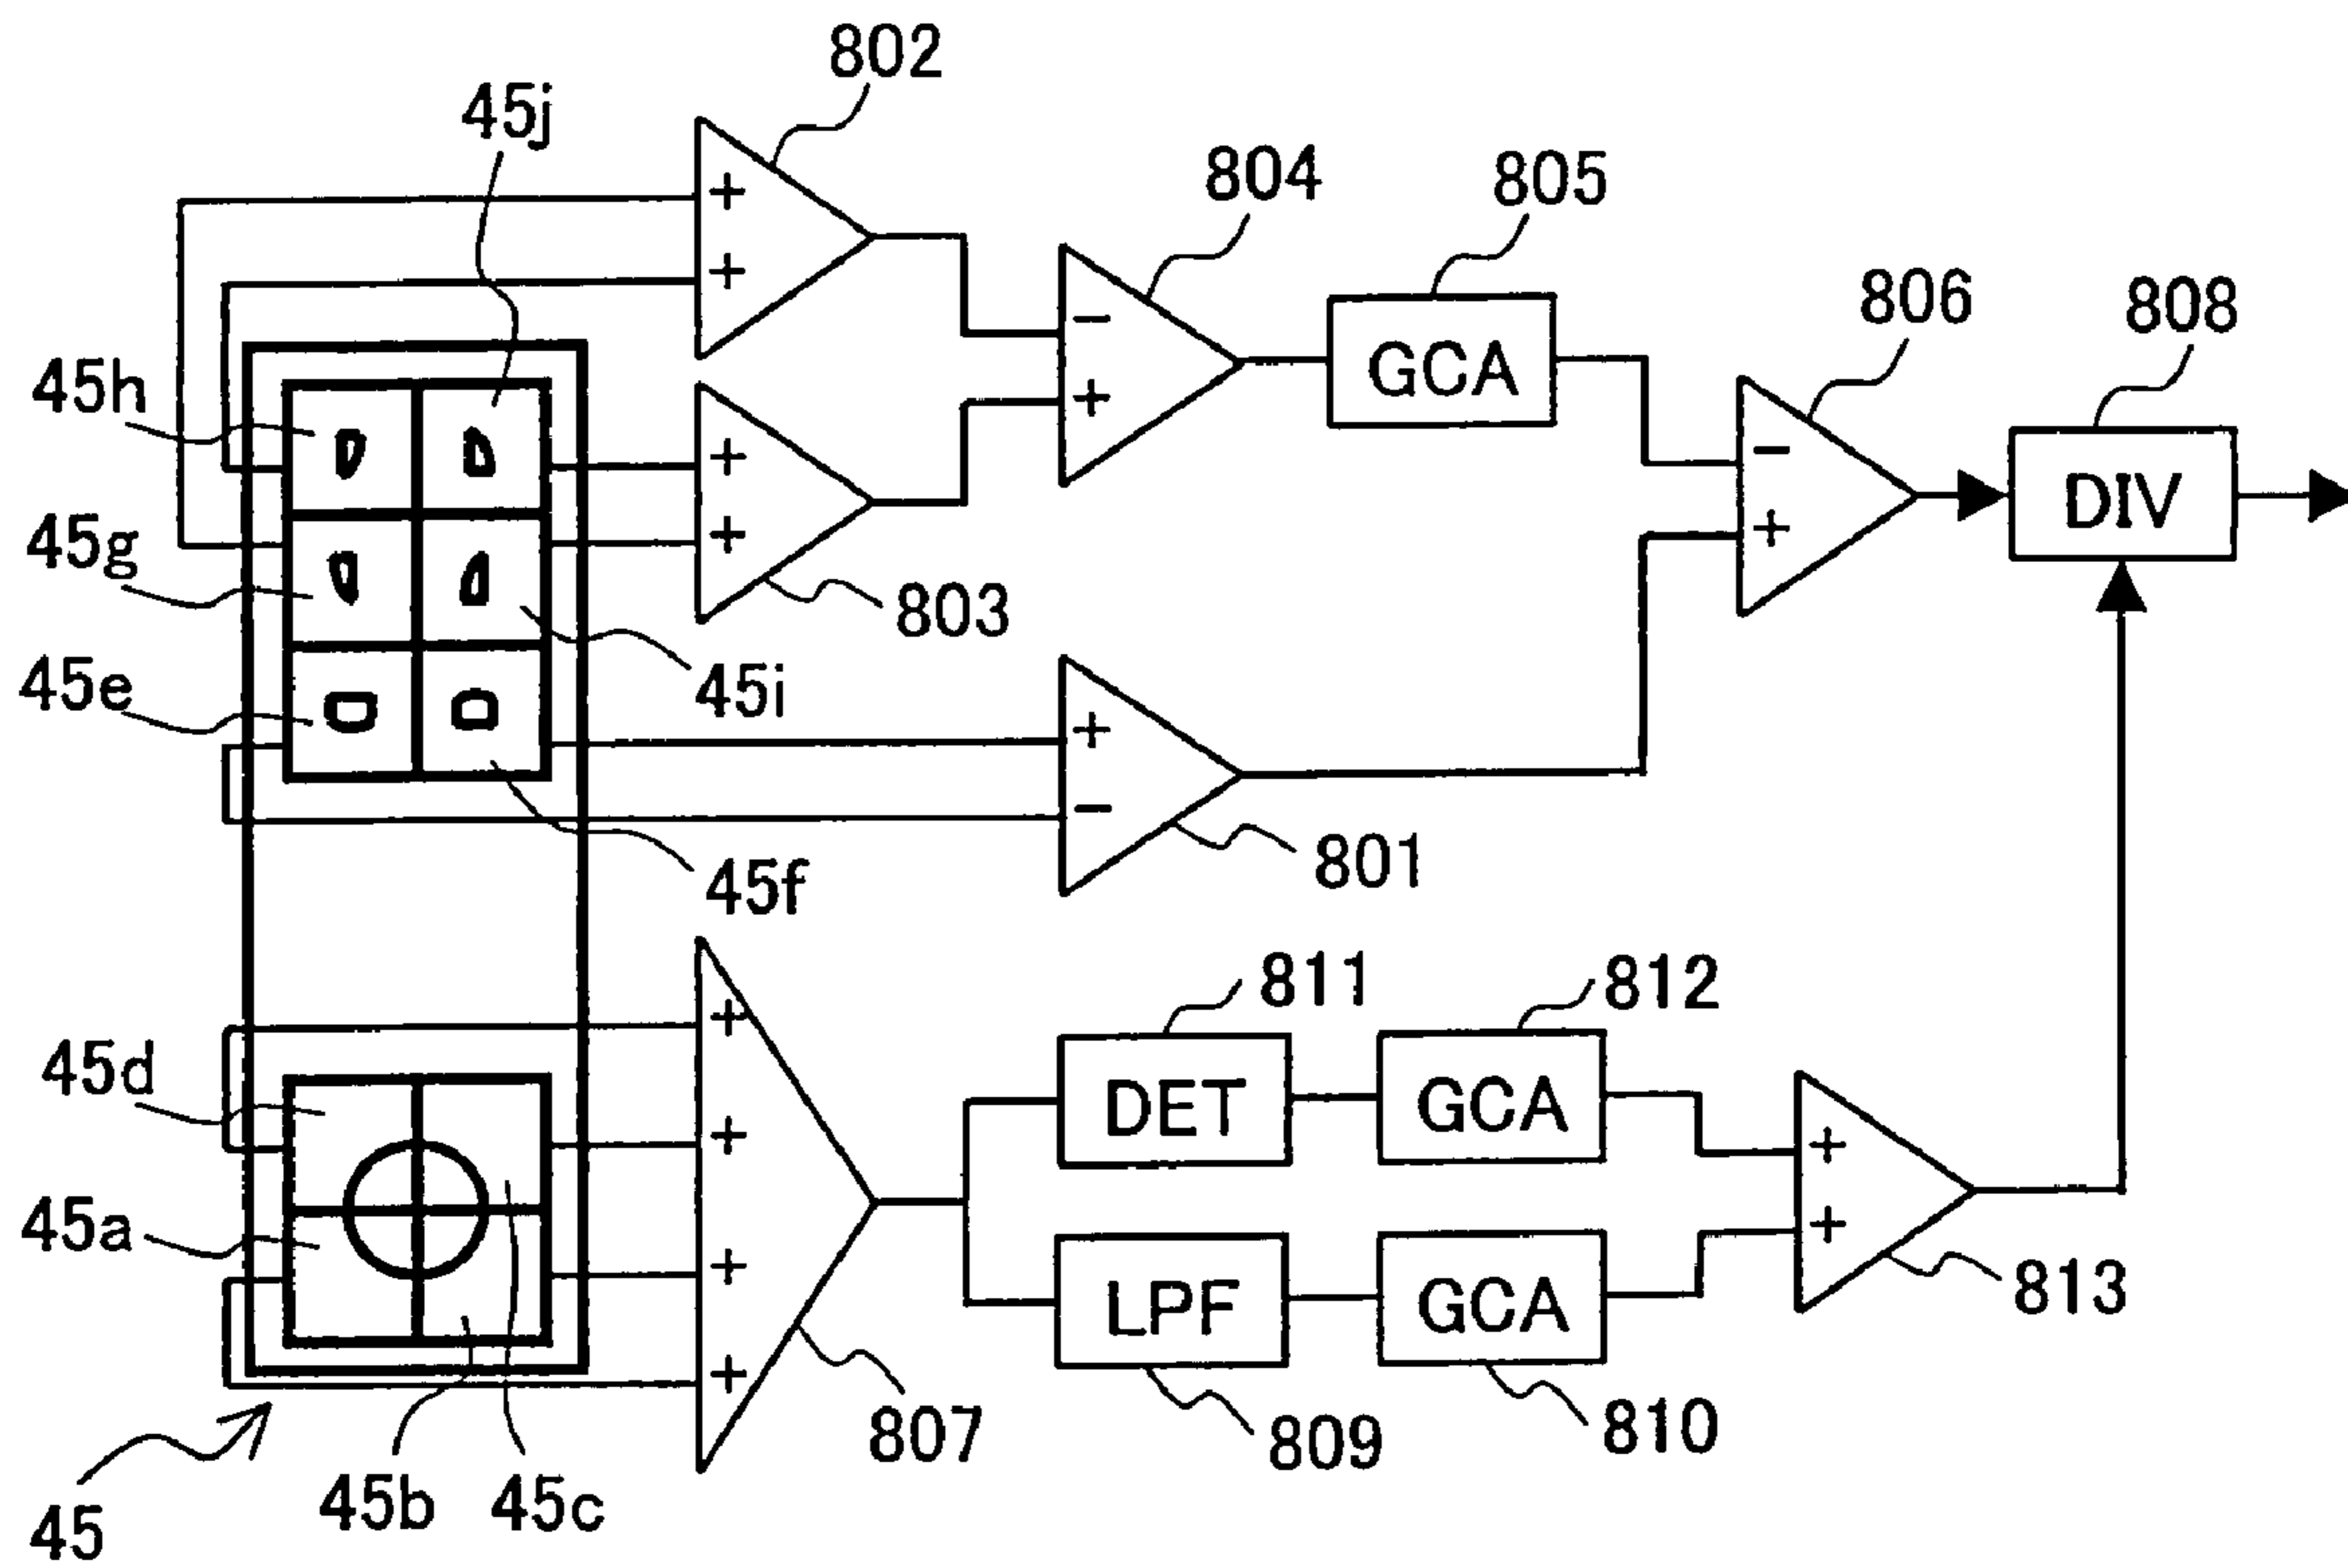 802
45j
804
805
+
+
806
808
45h
−
GCA
+
+
−
DIV
45g
+
+
803
45e
45i
+
−
801
45f
811
812
+
45d
DET
GCA
+
+
45a
+
+
LPF
GCA
813
+
807
809
810
45b
45c
45